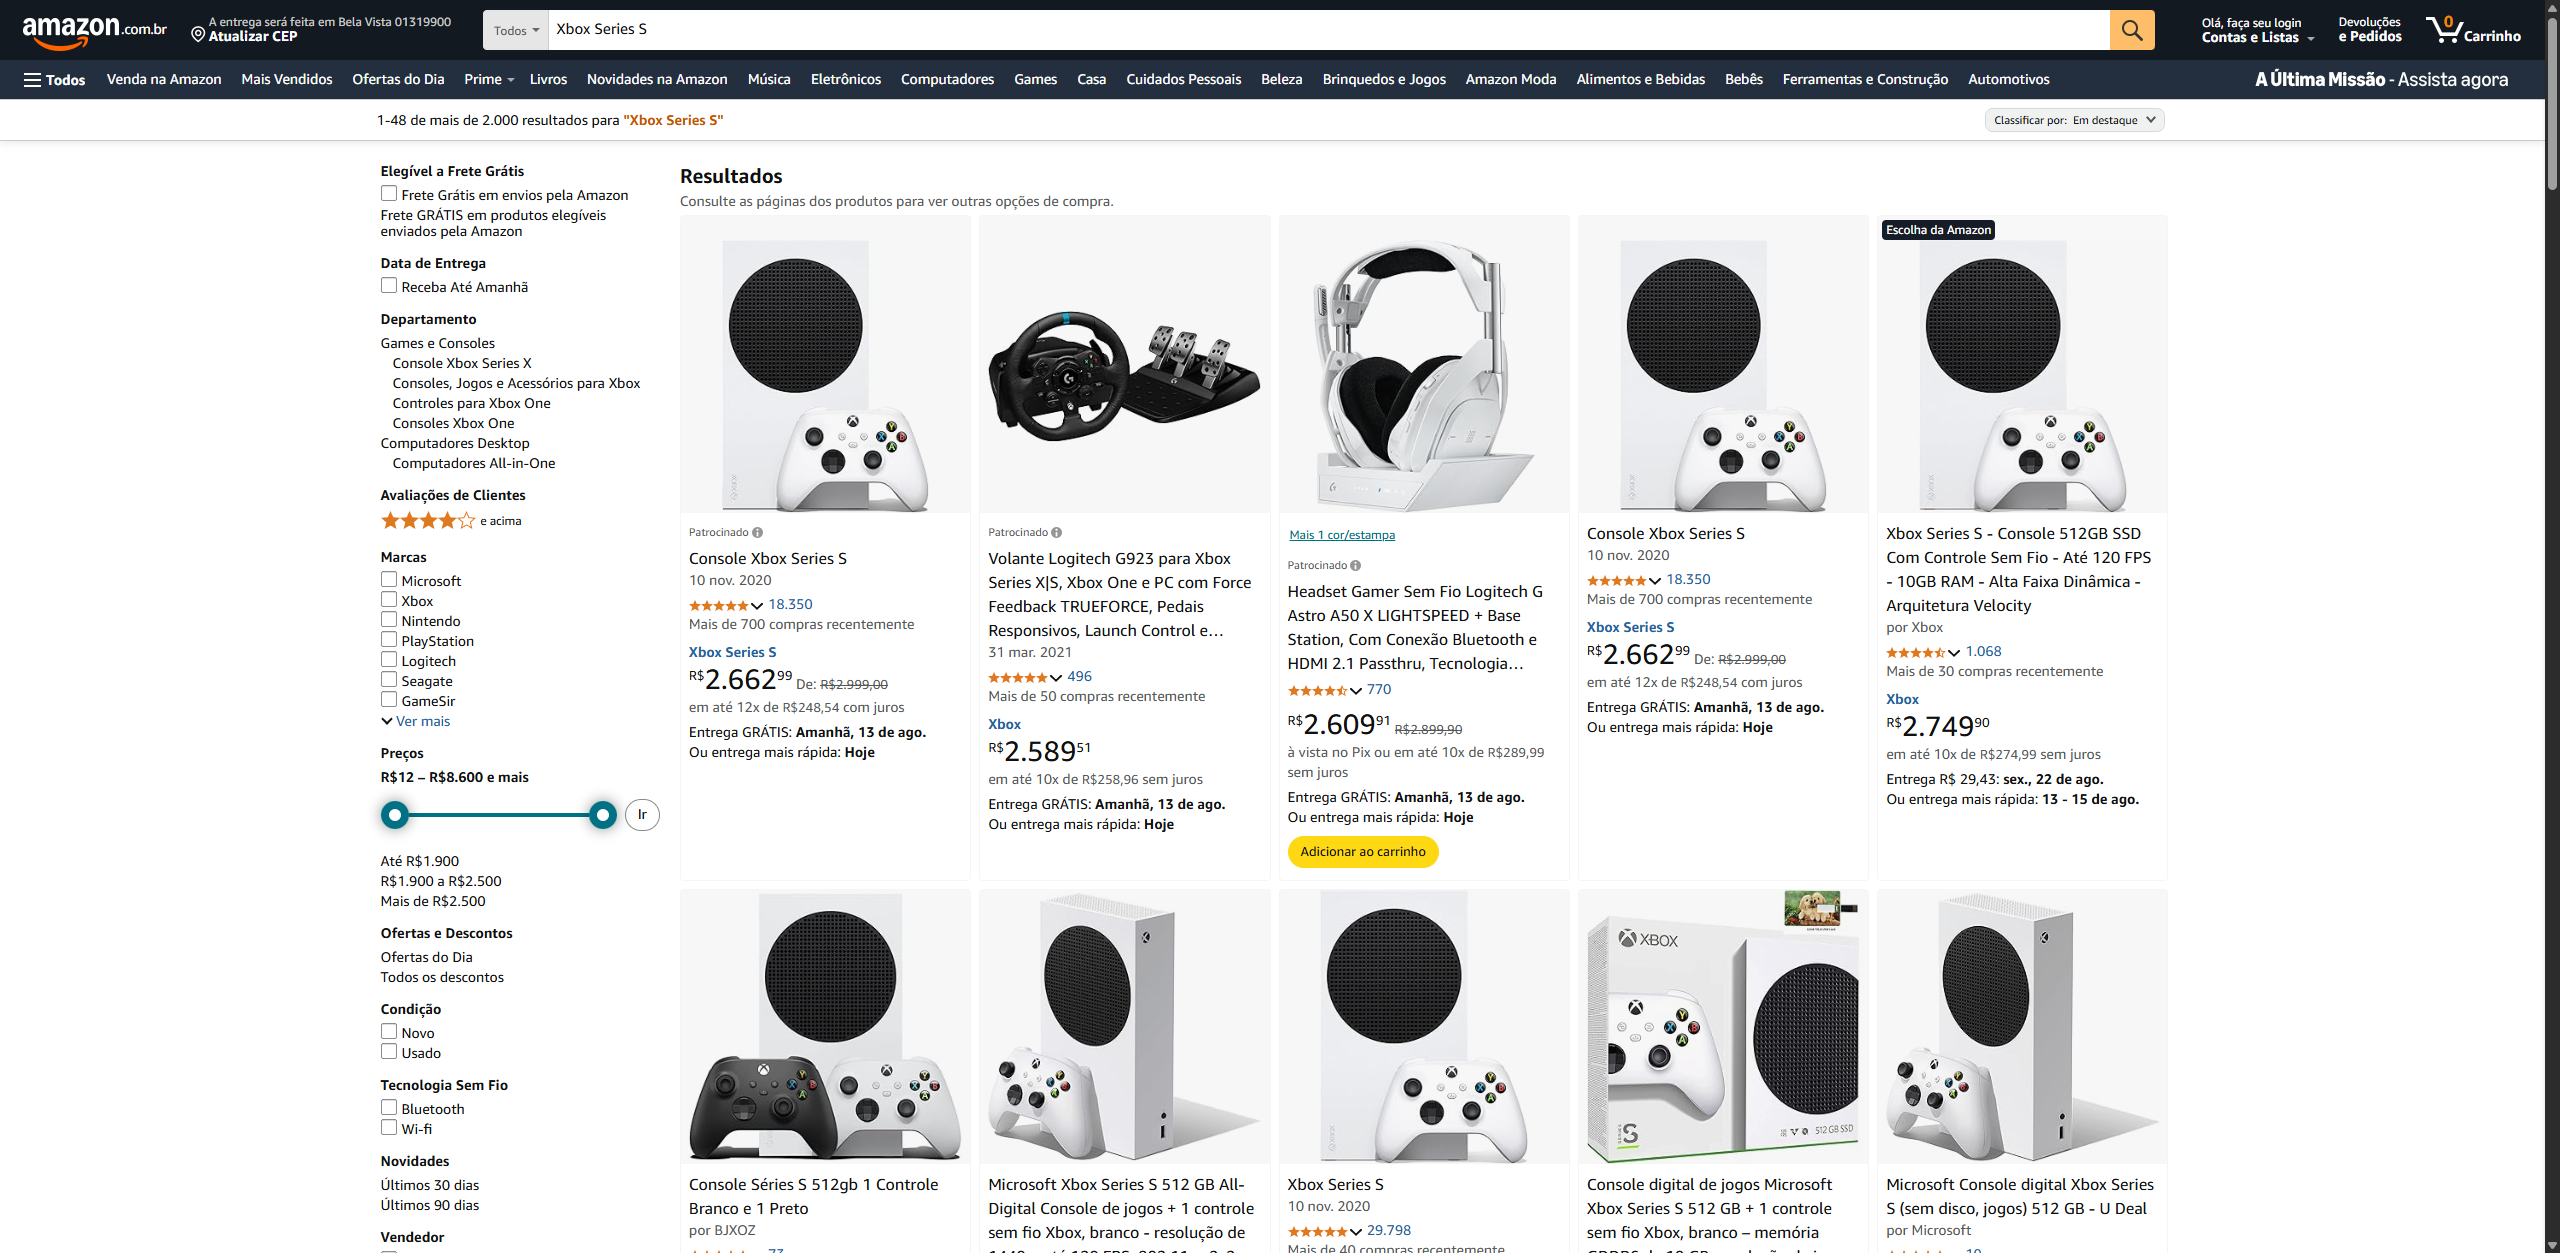 amazon.com.br
A entrega será feita em Bela Vista 01319900
Atualizar CEP
Todos
Xbox Series S
Olá, faça seu login
Contas e Listas
Devoluções
e Pedidos
0
Carrinho
Todos
Venda na Amazon
Mais Vendidos
Ofertas do Dia
Prime
Livros
Novidades na Amazon
Música
Eletrônicos
Computadores
Games
Casa
Cuidados Pessoais
Beleza
Brinquedos e Jogos
Amazon Moda
Alimentos e Bebidas
Bebês
Ferramentas e Construção
Automotivos
A Última Missão - Assista agora
1-48 de mais de 2.000 resultados para "Xbox Series S"
Classificar por: Em destaque
Elegível a Frete Grátis
Frete Grátis em envios pela Amazon
Frete GRÁTIS em produtos elegíveis
enviados pela Amazon
Data de Entrega
Receba Até Amanhã
Departamento
Games e Consoles
Console Xbox Series X
Consoles, Jogos e Acessórios para Xbox
Controles para Xbox One
Consoles Xbox One
Computadores Desktop
Computadores All-in-One
Avaliações de Clientes
e acima
Marcas
Microsoft
Xbox
Nintendo
PlayStation
Logitech
Seagate
GameSir
Ver mais
Preços
R$12 – R$8.600 e mais
Ir
Até R$1.900
R$1.900 a R$2.500
Mais de R$2.500
Ofertas e Descontos
Ofertas do Dia
Todos os descontos
Condição
Novo
Usado
Tecnologia Sem Fio
Bluetooth
Wi-fi
Novidades
Últimos 30 dias
Últimos 90 dias
Vendedor
Resultados
Consulte as páginas dos produtos para ver outras opções de compra.
Patrocinado
Console Xbox Series S
10 nov. 2020
18.350
Mais de 700 compras recentemente
Xbox Series S
R$2.66299 De: R$2.999,00
em até 12x de R$248,54 com juros
Entrega GRÁTIS: Amanhã, 13 de ago.
Ou entrega mais rápida: Hoje
Patrocinado
Volante Logitech G923 para Xbox
Series X|S, Xbox One e PC com Force
Feedback TRUEFORCE, Pedais
Responsivos, Launch Control e…
31 mar. 2021
496
Mais de 50 compras recentemente
Xbox
R$2.58951
em até 10x de R$258,96 sem juros
Entrega GRÁTIS: Amanhã, 13 de ago.
Ou entrega mais rápida: Hoje
Mais 1 cor/estampa
Patrocinado
Headset Gamer Sem Fio Logitech G
Astro A50 X LIGHTSPEED + Base
Station, Com Conexão Bluetooth e
HDMI 2.1 Passthru, Tecnologia…
770
R$2.60991 R$2.899,90
à vista no Pix ou em até 10x de R$289,99
sem juros
Entrega GRÁTIS: Amanhã, 13 de ago.
Ou entrega mais rápida: Hoje
Adicionar ao carrinho
Console Xbox Series S
10 nov. 2020
18.350
Mais de 700 compras recentemente
Xbox Series S
R$2.66299 De: R$2.999,00
em até 12x de R$248,54 com juros
Entrega GRÁTIS: Amanhã, 13 de ago.
Ou entrega mais rápida: Hoje
Escolha da Amazon
Xbox Series S - Console 512GB SSD
Com Controle Sem Fio - Até 120 FPS
- 10GB RAM - Alta Faixa Dinâmica -
Arquitetura Velocity
por Xbox
1.068
Mais de 30 compras recentemente
Xbox
R$2.74990
em até 10x de R$274,99 sem juros
Entrega R$ 29,43: sex., 22 de ago.
Ou entrega mais rápida: 13 - 15 de ago.
Console Séries S 512gb 1 Controle
Branco e 1 Preto
por BJXOZ
Microsoft Xbox Series S 512 GB All-
Digital Console de jogos + 1 controle
sem fio Xbox, branco - resolução de
Xbox Series S
10 nov. 2020
29.798
Mais de 40 compras recentemente
XBOX
SERIES S
512 GB SSD
Console digital de jogos Microsoft
Xbox Series S 512 GB + 1 controle
sem fio Xbox, branco – memória
Microsoft Console digital Xbox Series
S (sem disco, jogos) 512 GB - U Deal
por Microsoft